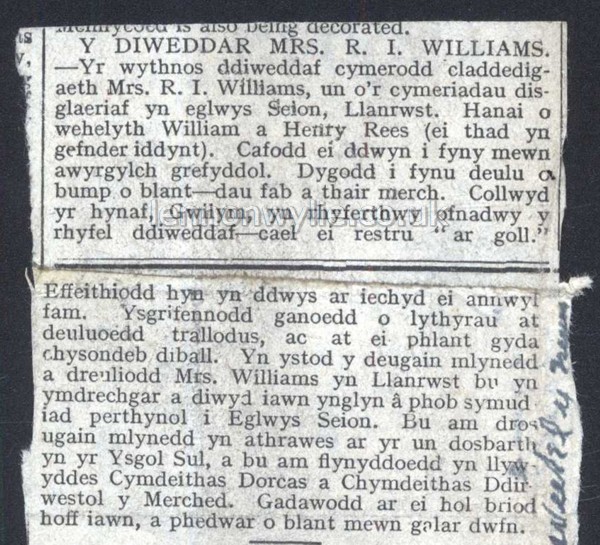 is also being decorated.
Y DIWEDDAR MRS. R. I. WILLIAMS.
—Yr wythnos ddiweddaf cymerodd claddedig-
aeth Mrs. R. I. Williams, un o'r cymeriadau dis-
glaeriaf yn eglwys Seion, Llanrwst. Hanai o
wehelyth William a Henry Rees (ei thad yn
gefnder iddynt). Cafodd ei ddwyn i fyny mewn
awyrgylch grefyddol. Dygodd i fynu deulu o
bump o blant—dau fab a thair merch. Collwyd
yr hynaf, Gwilym, yn rhyferthwy ofnadwy y
rhyfel ddiweddaf—cael ei restru "ar goll."
Effeithiodd hyn yn ddwys ar iechyd ei annwyl
fam. Ysgrifennodd ganoedd o lythyrau at
deuluoedd trallodus, ac at ei phlant gyda
chysondeb diball. Yn ystod y deugain mlynedd
a dreuliodd Mrs. Williams yn Llanrwst bu yn
ymdrechgar a diwyd iawn ynglyn â phob symud
iad perthynol i Eglwys Seion. Bu am dros
ugain mlynedd yn athrawes ar yr un dosbarth
yn yr Ysgol Sul, a bu am flynyddoedd yn llyw-
yddes Cymdeithas Dorcas a Chymdeithas Ddir
westol y Merched. Gadawodd ar ei hol briod
hoff iawn, a phedwar o blant mewn galar dwfn.